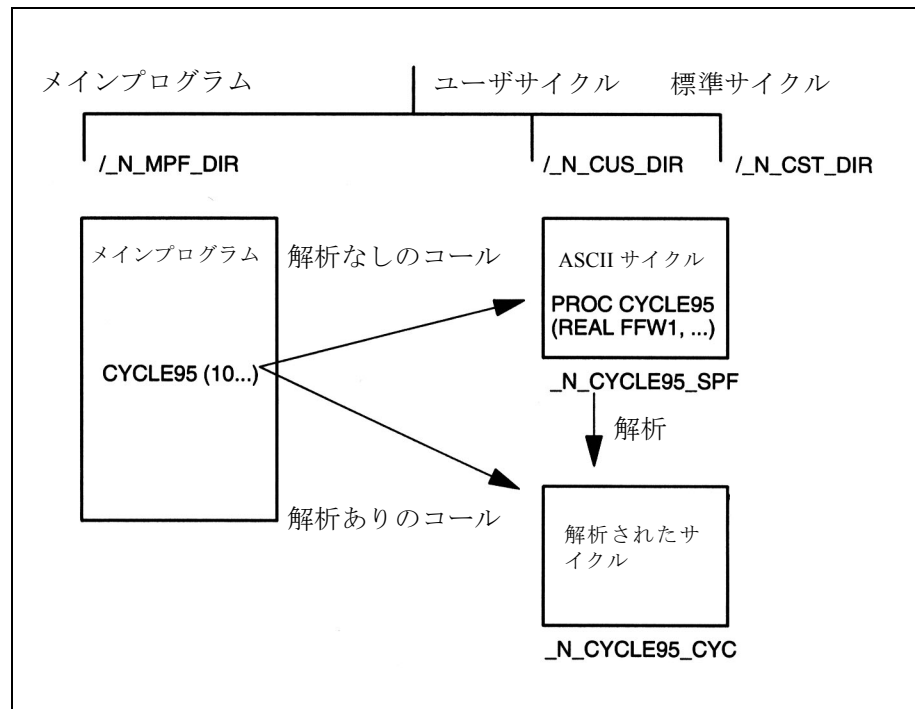 メインプログラム
ユーザサイクル
標準サイクル
/_N_MPF_DIR
/_N_CUS_DIR
/_N_CST_DIR
メインプログラム
CYCLE95 (10...)
解析なしのコール
ASCII サイクル
PROC CYCLE95
(REAL FFW1, ...)
_N_CYCLE95_SPF
解析
解析ありのコール
解析されたサ
イクル
_N_CYCLE95_CYC